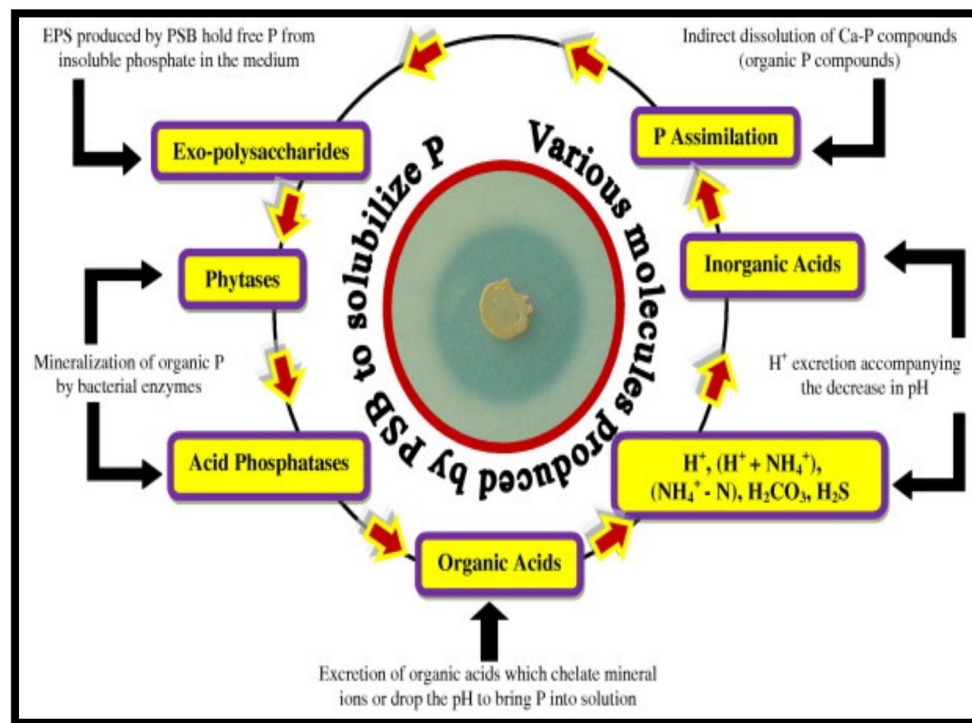 EPS produced by PSB hold free P from
insoluble phosphate in the medium
Indirect dissolution of Ca-P compounds
(organic P compounds)
Exo-polysaccharides
P Assimilation
Various molecules produced by PSB to solubilize P
Phytases
Inorganic Acids
Mineralization of organic P
by bacterial enzymes
H⁺ excretion accompanying
the decrease in pH
Acid Phosphatases
H⁺, (H⁺ + NH₄⁺),
(NH₄⁺ - N), H₂CO₃, H₂S
Organic Acids
Excretion of organic acids which chelate mineral
ions or drop the pH to bring P into solution